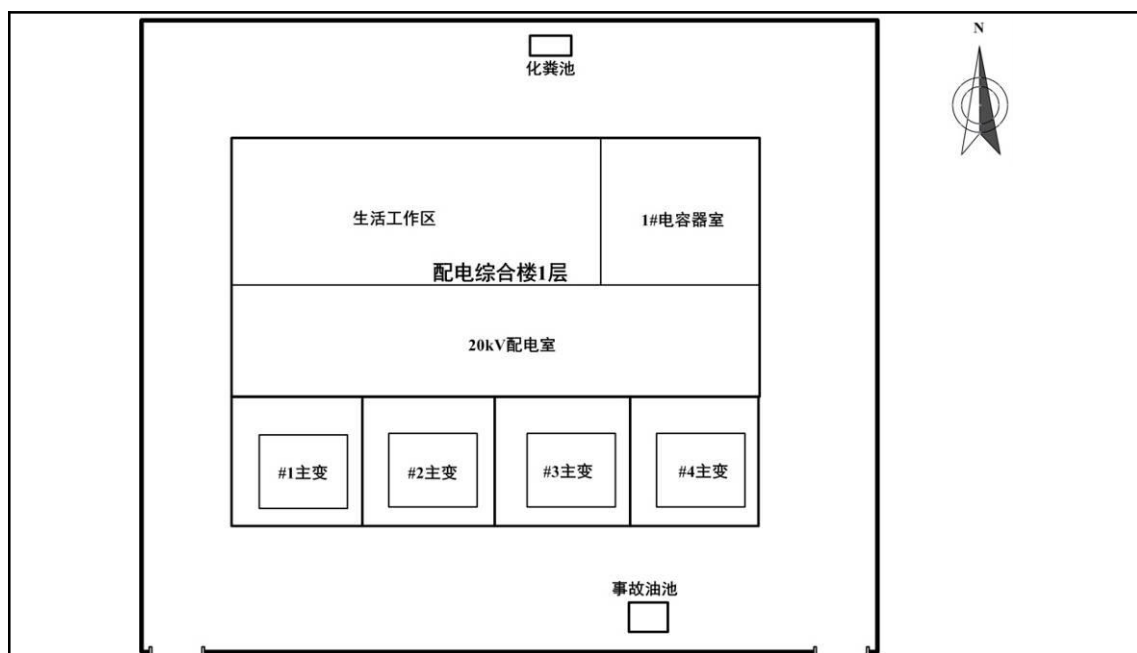 N
化粪池
生活工作区
1#电容器室
配电综合楼1层
20kV配电室
#1主变
#2主变
#3主变
#4主变
事故油池